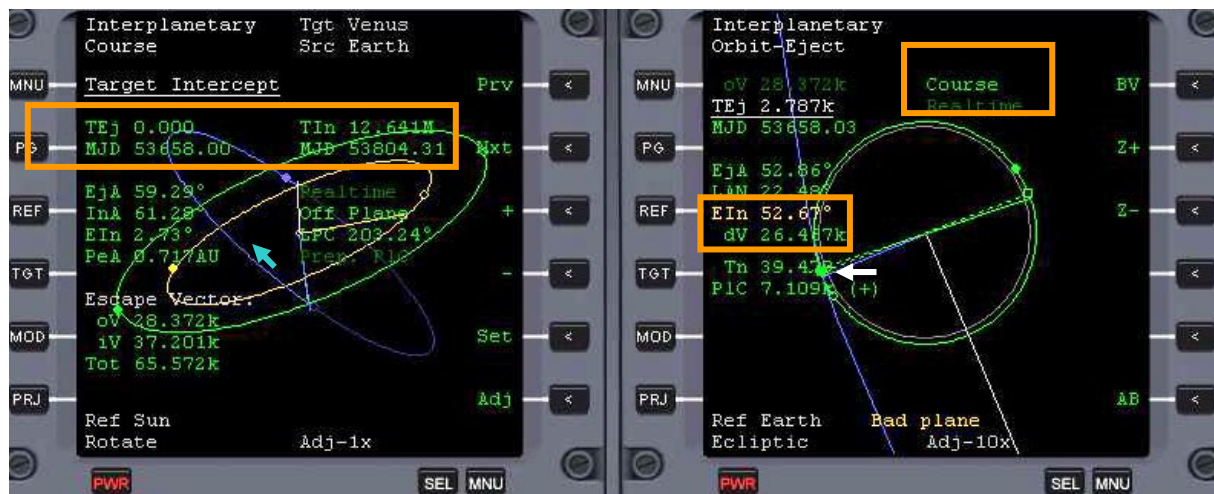 Interplanetary Tgt Venus
Course Src Earth
MNU Target Intercept Prv <
TEj 0.000 TIn 12.641M
PG MJD 53658.00 MJD 53804.31 Nxt <
EjA 59.29° Realtime
REF InA 61.28° Off Plane + <
EIn 2.73° GPC 203.24°
PeA 0.717AU
TGT - <
Escape Vector:
oV 28.372k
MOD iV 37.201k Set <
Tot 65.572k
PRJ Adj <
Ref Sun
Rotate Adj-1x
PWR SEL MNU
Interplanetary
Orbit-Eject
MNU oV 28.372k Course BV <
TEj 2.787k Realtime
MJD 53658.03
PG Z+ <
EjA 52.86°
LAN 22.48°
REF EIn 52.67° Z- <
dV 26.487k
TGT Tn <
PlC 7.109k (+)
MOD <
PRJ AB <
Ref Earth Bad plane
Ecliptic Adj-10x
PWR SEL MNU